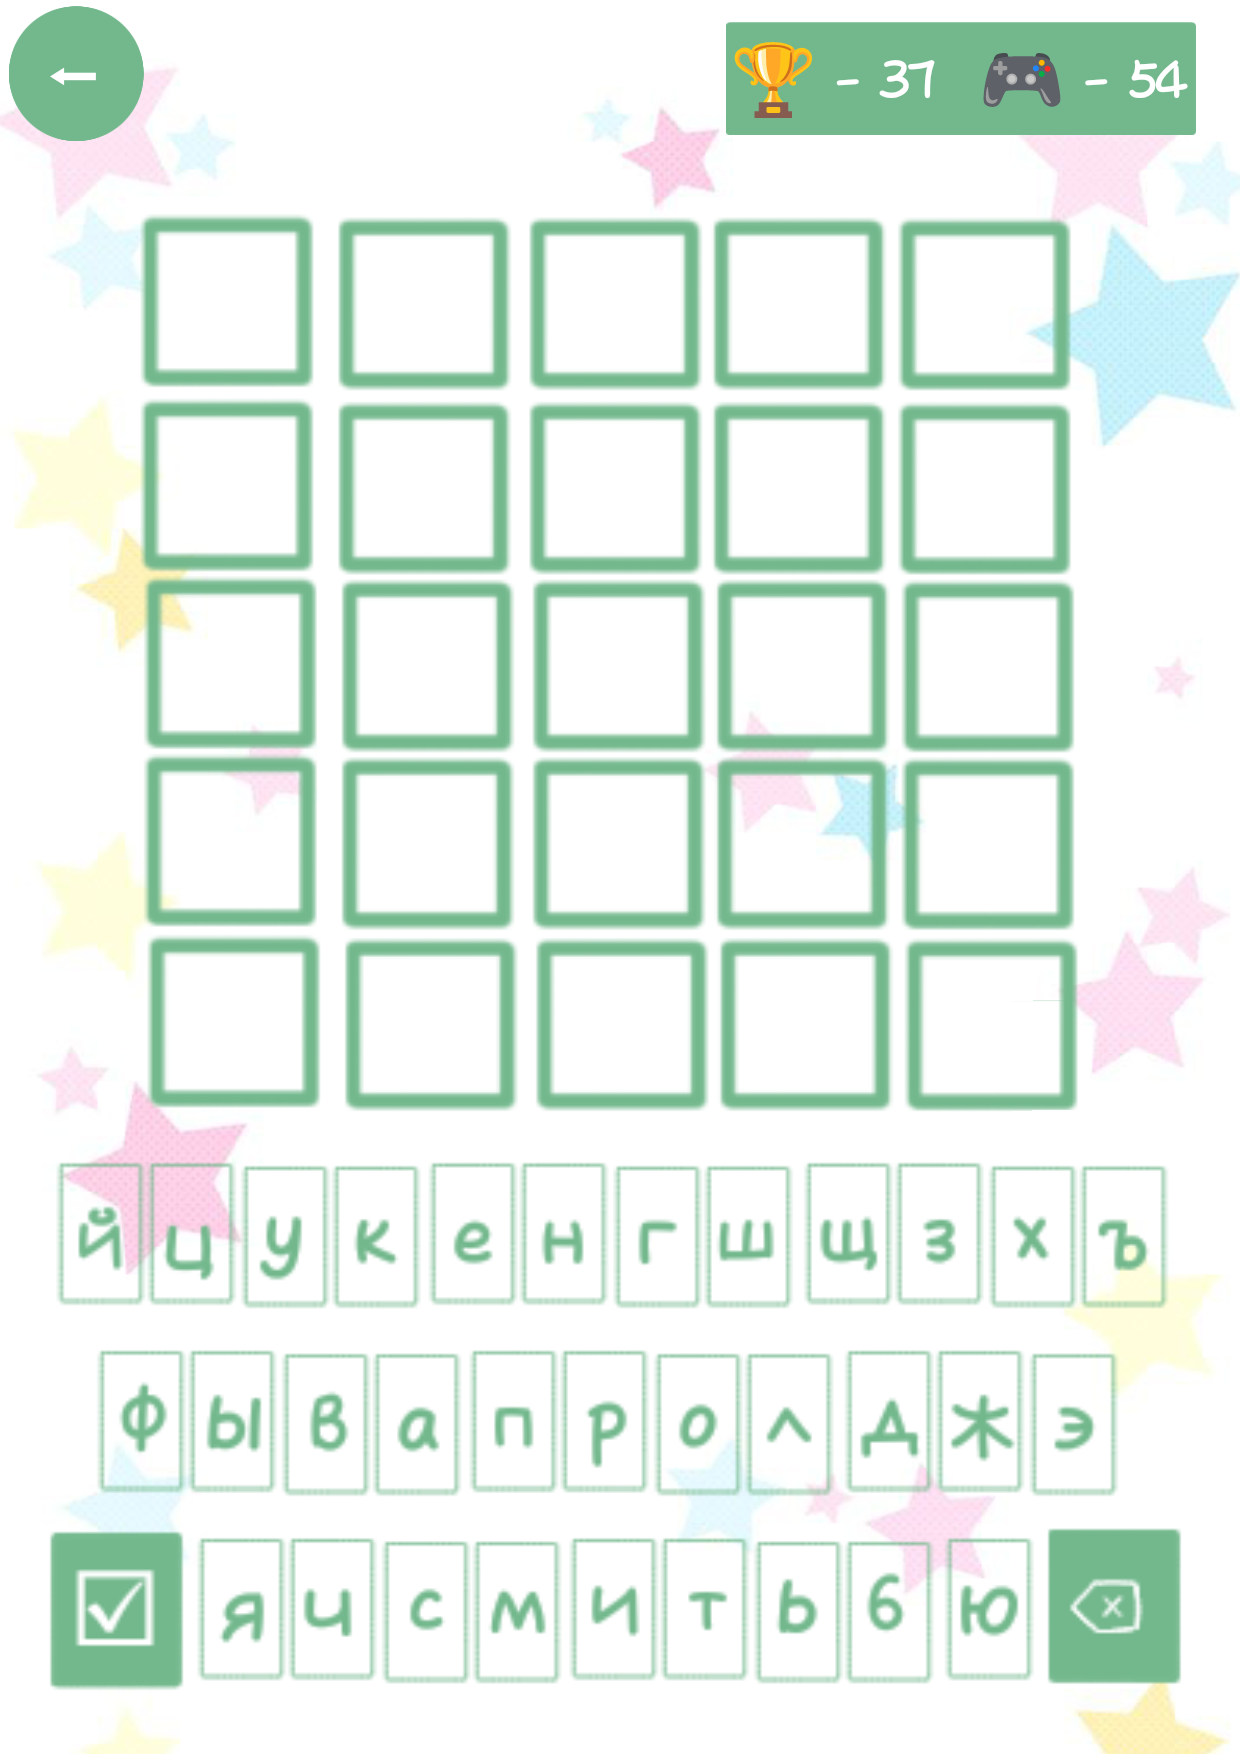 ← 🏆 - 37 🎮 - 54
й ц у к е н г ш щ з х ъ
ф ы в а п р о л д ж э
я ч с м и т ь б ю